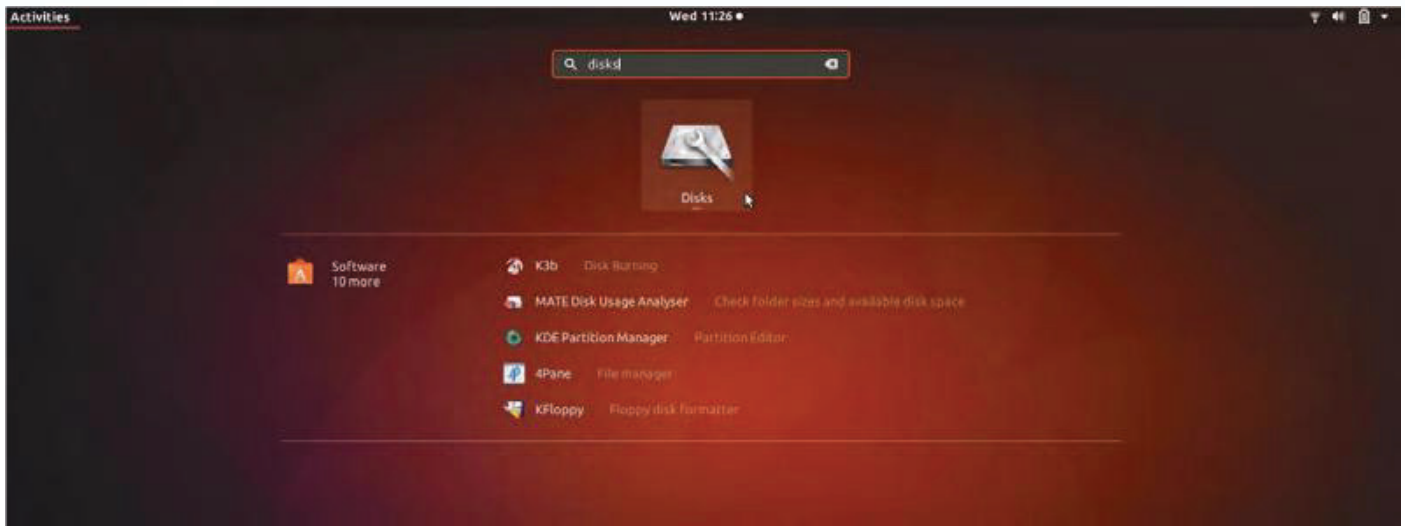 Activities
Wed 11:26
disks
Disks
Software
10 more
K3b Disk Burning
MATE Disk Usage Analyser Check folder sizes and available disk space
KDE Partition Manager Partition Editor
4Pane File manager
KFloppy Floppy disk formatter